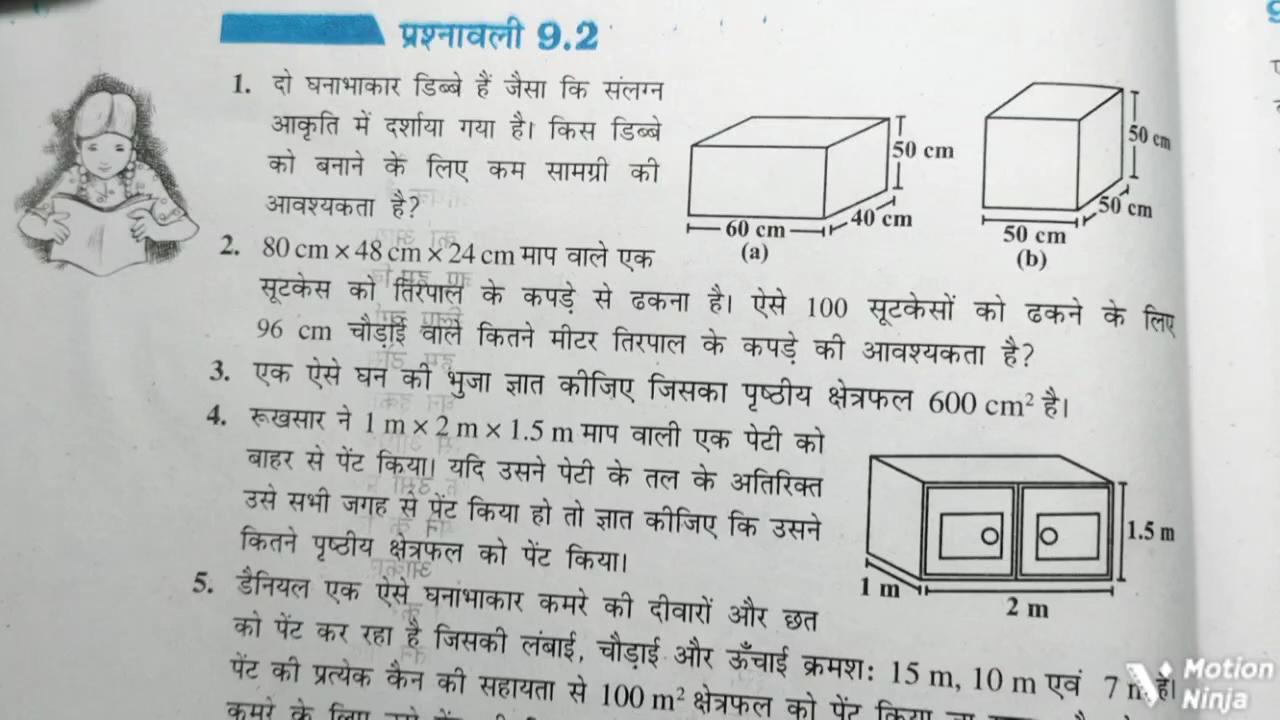 प्रश्नावली 9.2
1. दो घनाभाकार डिब्बे हैं जैसा कि संलग्न
आकृति में दर्शाया गया है। किस डिब्बे
को बनाने के लिए कम सामग्री की
आवश्यकता है?
50 cm
60 cm
40 cm
(a)
50 cm
50 cm
50 cm
(b)
2. 80 cm × 48 cm × 24 cm माप वाले एक
सूटकेस को तिरपाल के कपड़े से ढकना है। ऐसे 100 सूटकेसों को ढकने के लिए
96 cm चौड़ाई वाले कितने मीटर तिरपाल के कपड़े की आवश्यकता है?
3. एक ऐसे घन की भुजा ज्ञात कीजिए जिसका पृष्ठीय क्षेत्रफल 600 cm² है।
4. रूखसार ने 1 m × 2 m × 1.5 m माप वाली एक पेटी को
बाहर से पेंट किया। यदि उसने पेटी के तल के अतिरिक्त
उसे सभी जगह से पेंट किया हो तो ज्ञात कीजिए कि उसने
कितने पृष्ठीय क्षेत्रफल को पेंट किया।
1.5 m
1 m
2 m
5. डैनियल एक ऐसे घनाभाकार कमरे की दीवारों और छत
को पेंट कर रहा है जिसकी लंबाई, चौड़ाई और ऊँचाई क्रमशः 15 m, 10 m एवं 7 m हैं।
पेंट की प्रत्येक कैन की सहायता से 100 m² क्षेत्रफल को पेंट किया
कमरे के लिए
Motion
Ninja